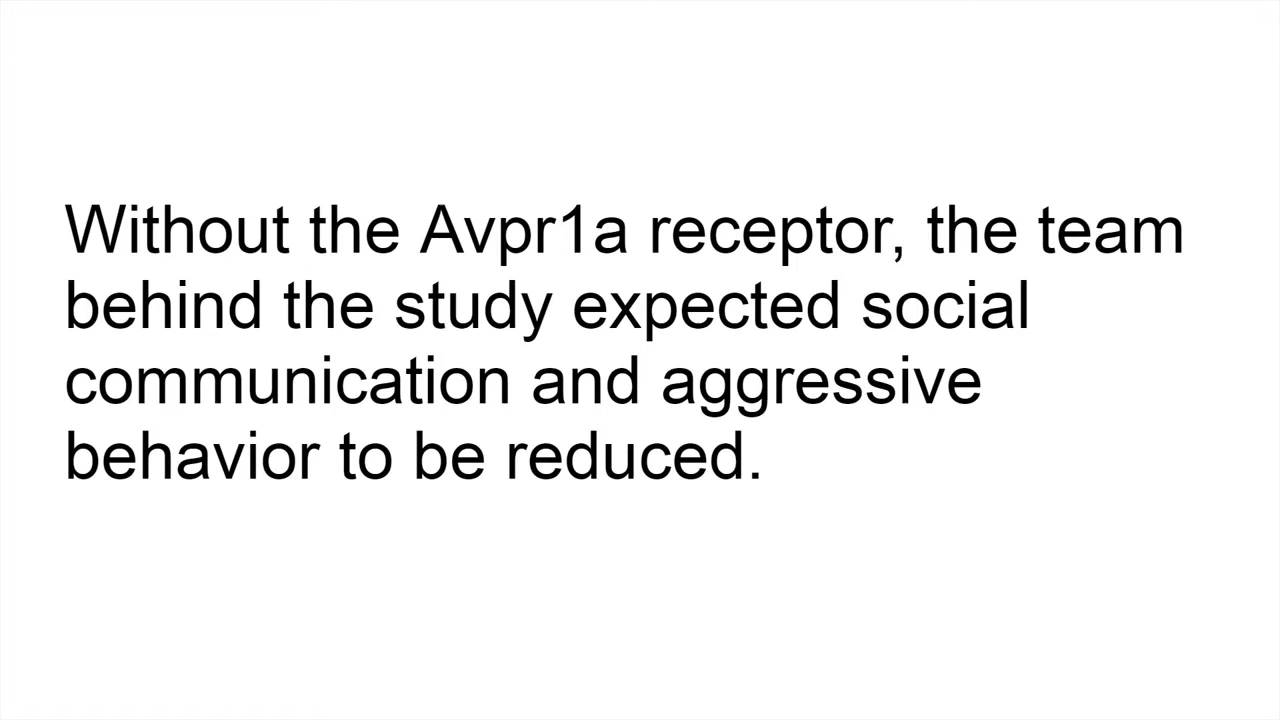 Without the Avpr1a receptor, the team
behind the study expected social
communication and aggressive
behavior to be reduced.